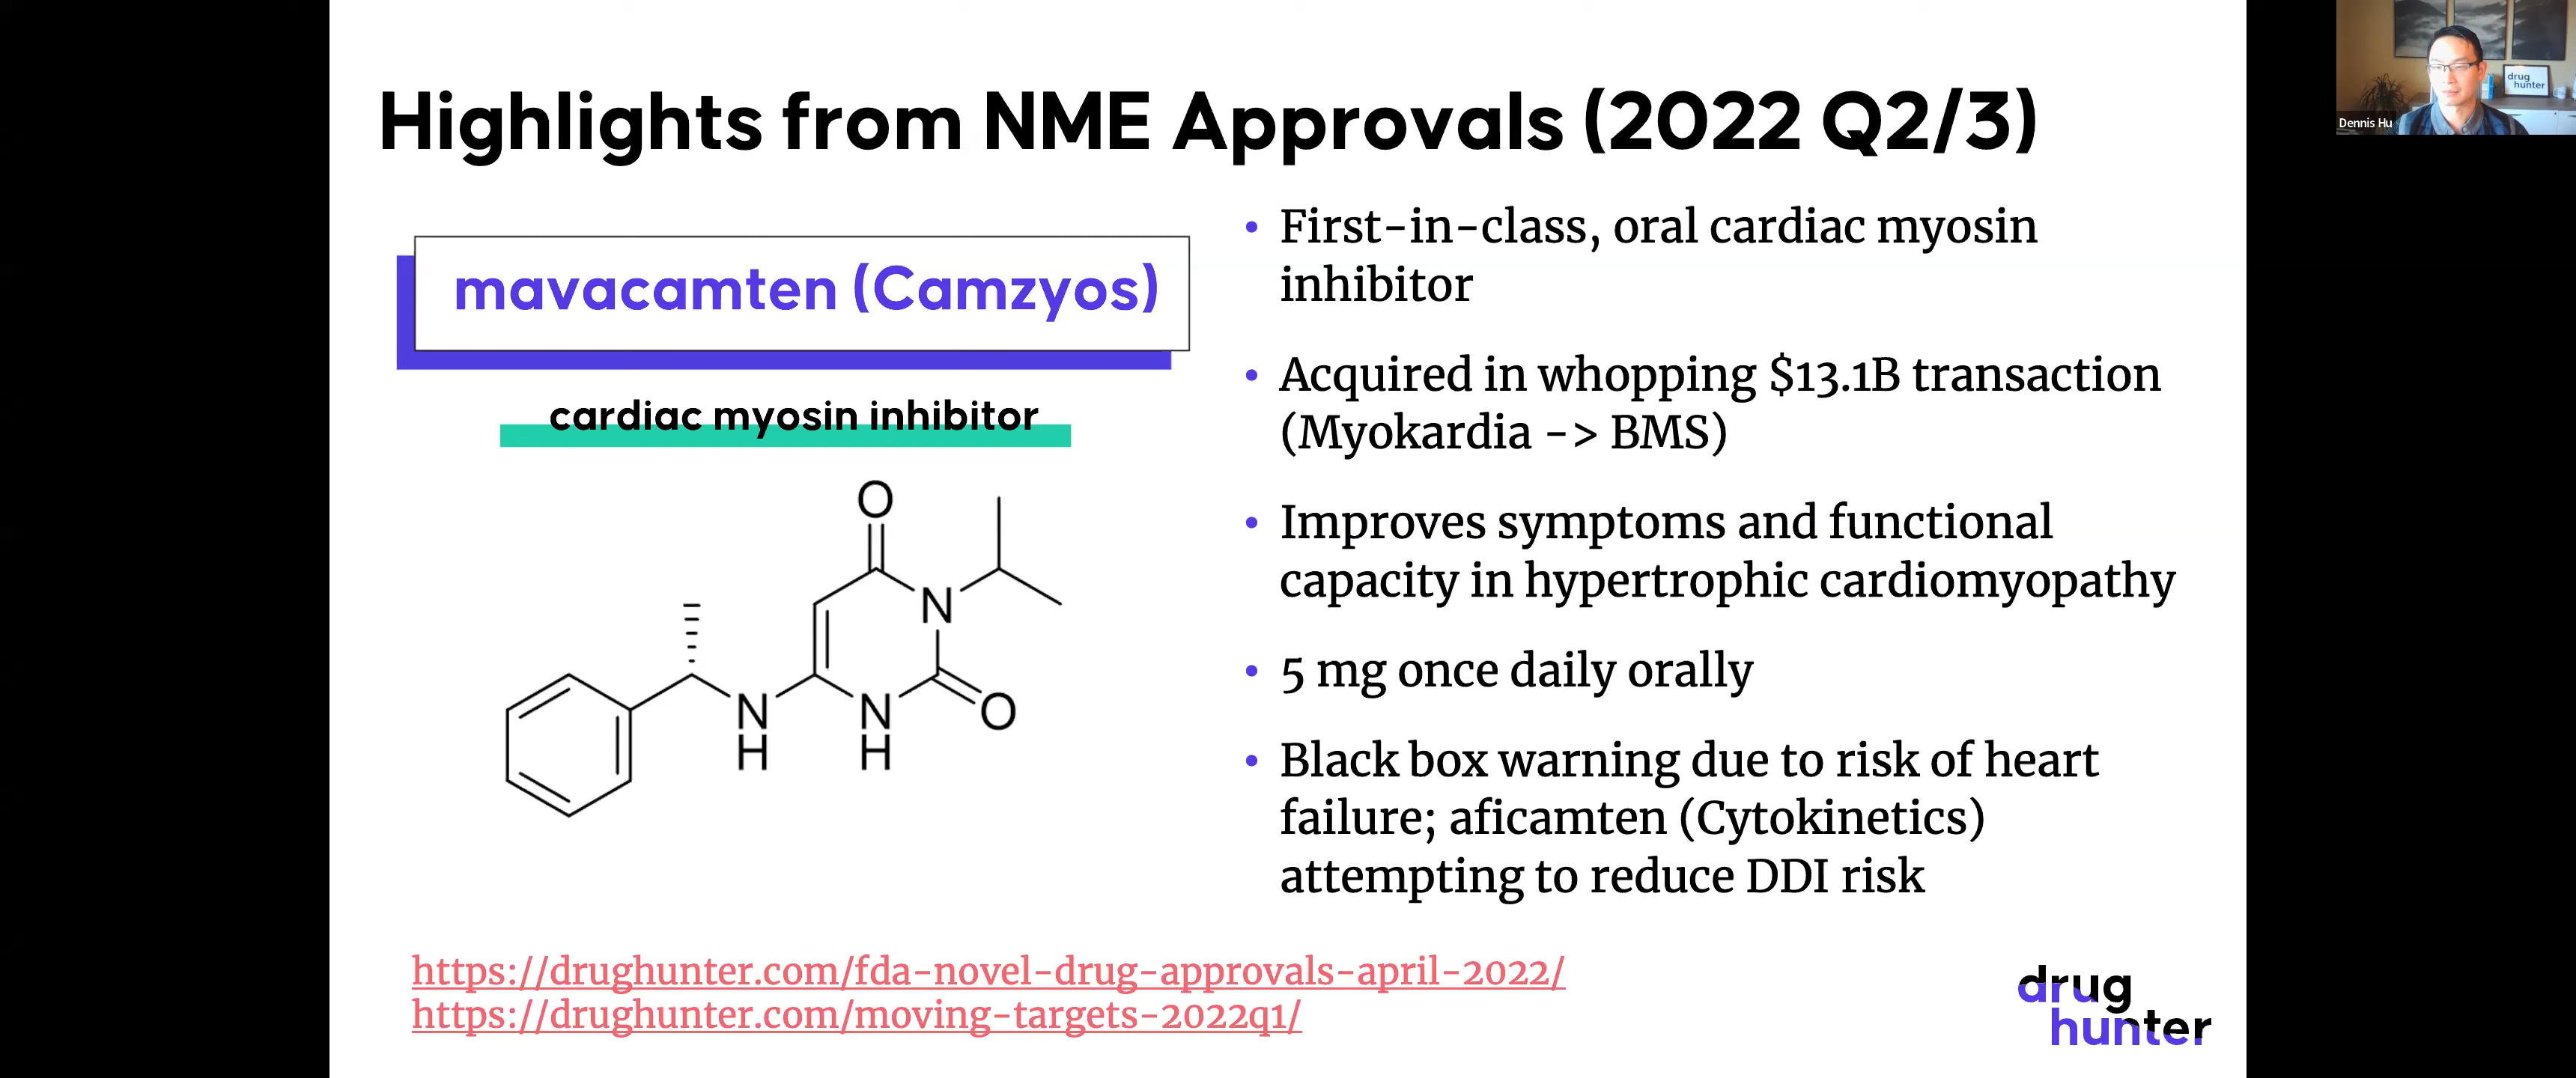 Highlights from NME Approvals (2022 Q2/3)
drug
hunter
Dennis Hu
mavacamten (Camzyos)
cardiac myosin inhibitor
O
N
O
N
H
N
H
• First-in-class, oral cardiac myosin
inhibitor
• Acquired in whopping $13.1B transaction
(Myokardia -> BMS)
• Improves symptoms and functional
capacity in hypertrophic cardiomyopathy
• 5 mg once daily orally
• Black box warning due to risk of heart
failure; aficamten (Cytokinetics)
attempting to reduce DDI risk
https://drughunter.com/fda-novel-drug-approvals-april-2022/
https://drughunter.com/moving-targets-2022q1/
drug
hunter